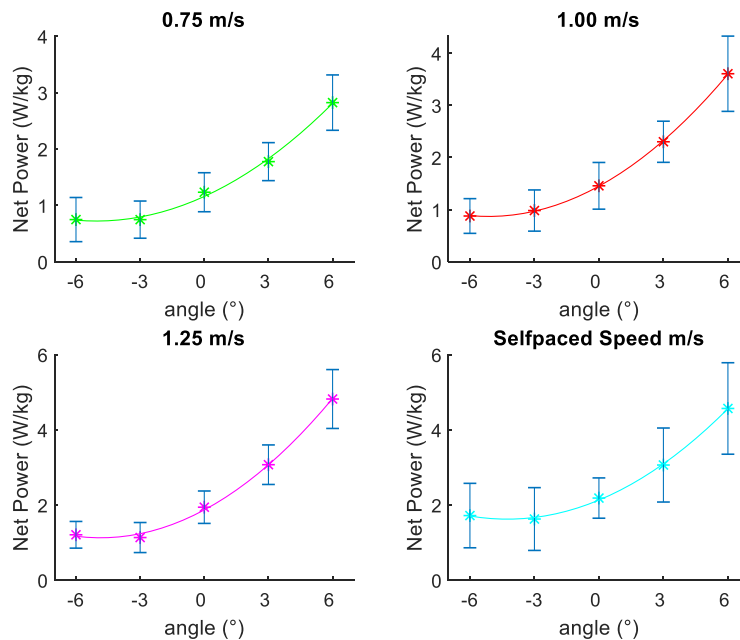 0.75 m/s
Net Power (W/kg)
4
3
2
1
0
-6 -3 0 3 6
angle (°)
1.00 m/s
Net Power (W/kg)
4
3
2
1
0
-6 -3 0 3 6
angle (°)
1.25 m/s
Net Power (W/kg)
6
4
2
0
-6 -3 0 3 6
angle (°)
Selfpaced Speed m/s
Net Power (W/kg)
6
4
2
0
-6 -3 0 3 6
angle (°)